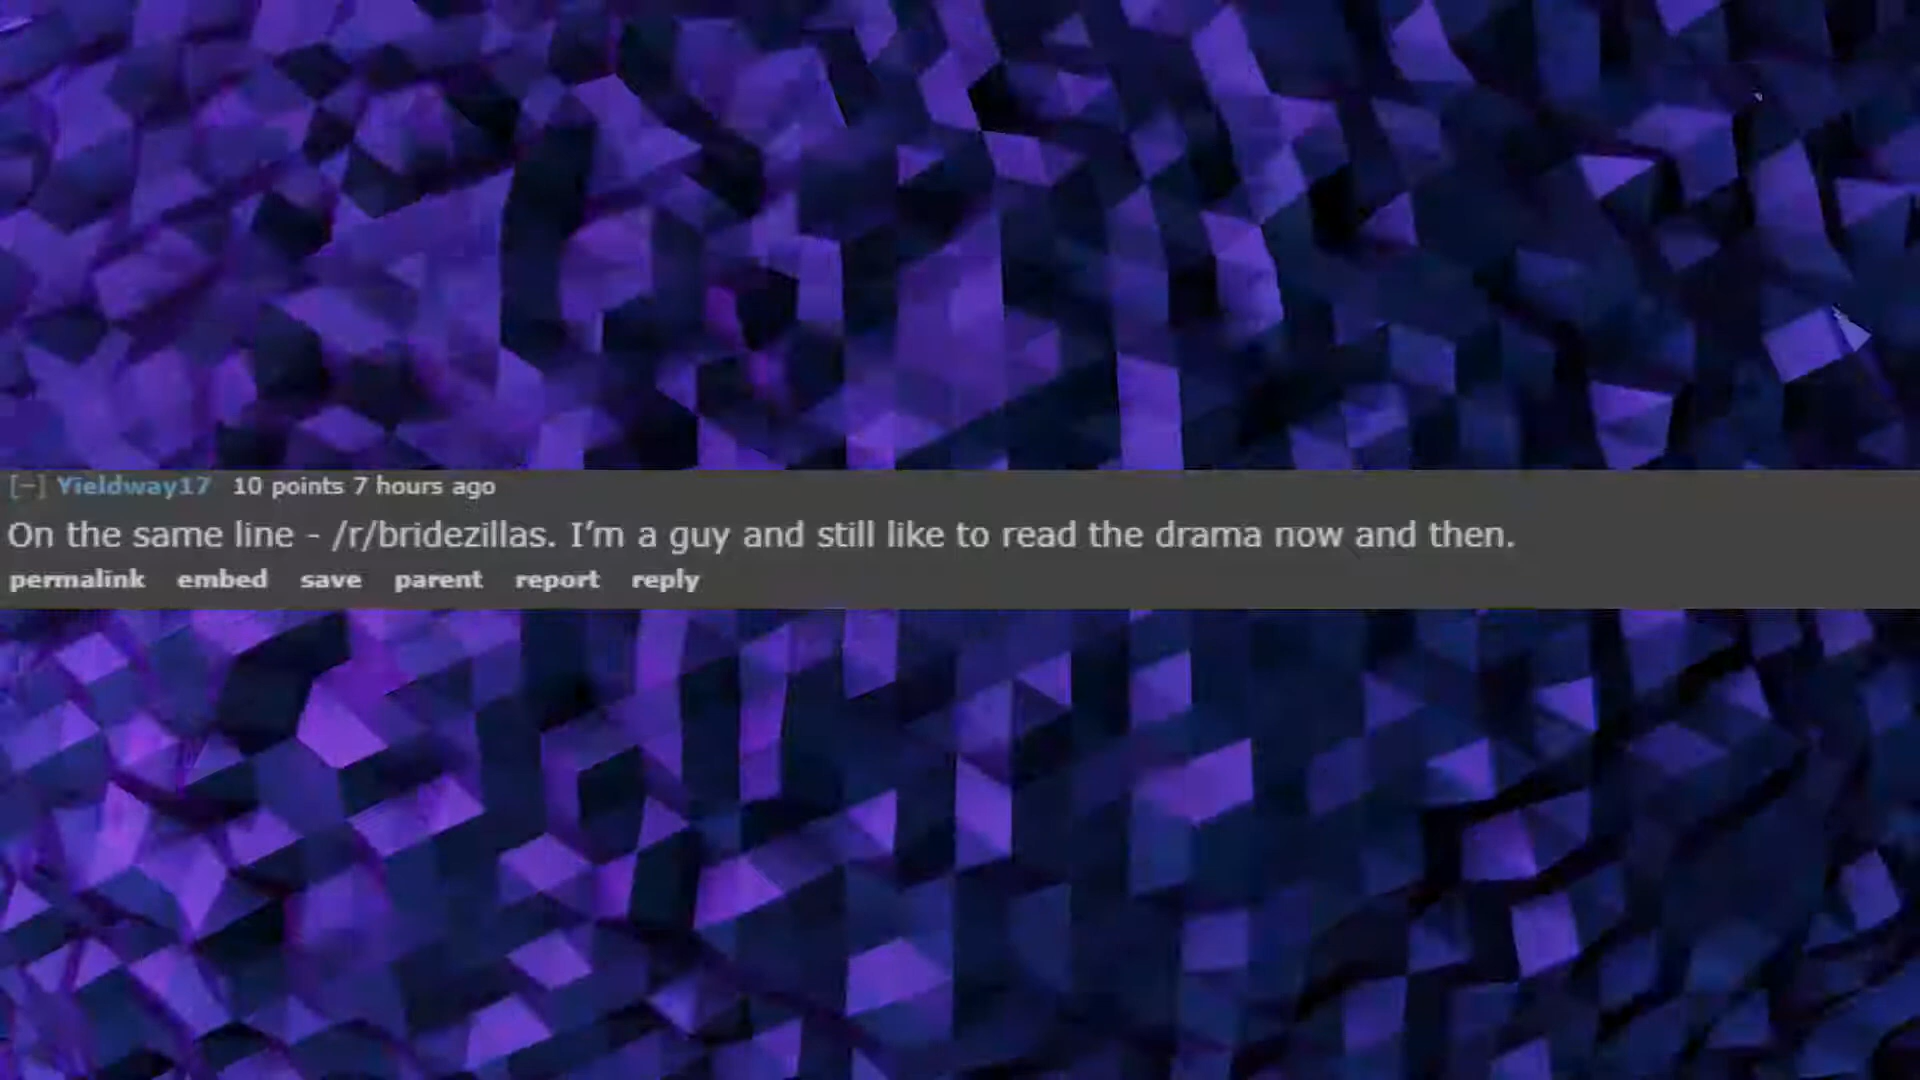 [−] Yieldway17 10 points 7 hours ago
On the same line - /r/bridezillas. I’m a guy and still like to read the drama now and then.
permalink embed save parent report reply